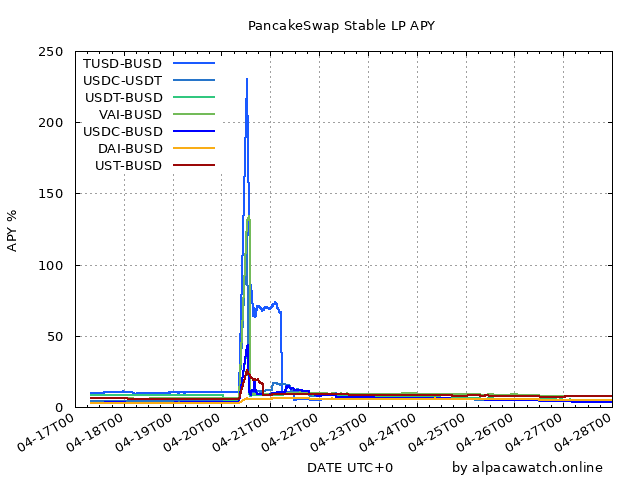 PancakeSwap Stable LP APY
250
200
150
100
50
0
APY %
TUSD-BUSD
USDC-USDT
USDT-BUSD
VAI-BUSD
USDC-BUSD
DAI-BUSD
UST-BUSD
04-17T00
04-18T00
04-19T00
04-20T00
04-21T00
04-22T00
04-23T00
04-24T00
04-25T00
04-26T00
04-27T00
04-28T00
DATE UTC+0
by alpacawatch.online